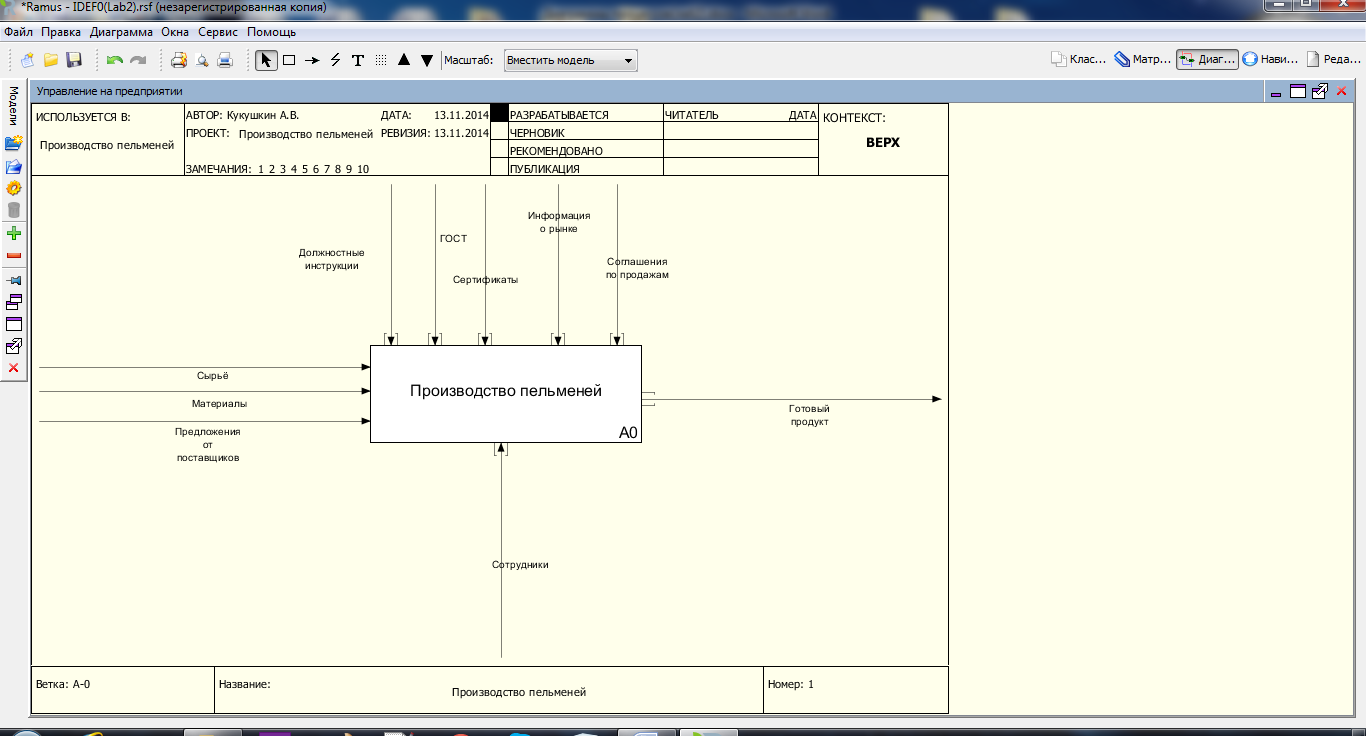 *Ramus - IDEF0(Lab2).rsf (незарегистрированная копия)
Файл Правка Диаграмма Окна Сервис Помощь
Масштаб: Вместить модель Клас... Матр... Диаг... Нави... Реда...
Модели
Управление на предприятии
ИСПОЛЬЗУЕТСЯ В:
Производство пельменей
АВТОР: Кукушкин А.В. ДАТА: 13.11.2014
ПРОЕКТ: Производство пельменей РЕВИЗИЯ: 13.11.2014
ЗАМЕЧАНИЯ: 1 2 3 4 5 6 7 8 9 10
РАЗРАБАТЫВАЕТСЯ
ЧЕРНОВИК
РЕКОМЕНДОВАНО
ПУБЛИКАЦИЯ
ЧИТАТЕЛЬ ДАТА
КОНТЕКСТ:
ВЕРХ
Должностные
инструкции
ГОСТ
Сертификаты
Информация
о рынке
Соглашения
по продажам
Сырьё
Материалы
Предложения
от
поставщиков
Производство пельменей
A0
Готовый
продукт
Сотрудники
Ветка: A-0
Название:
Производство пельменей
Номер: 1